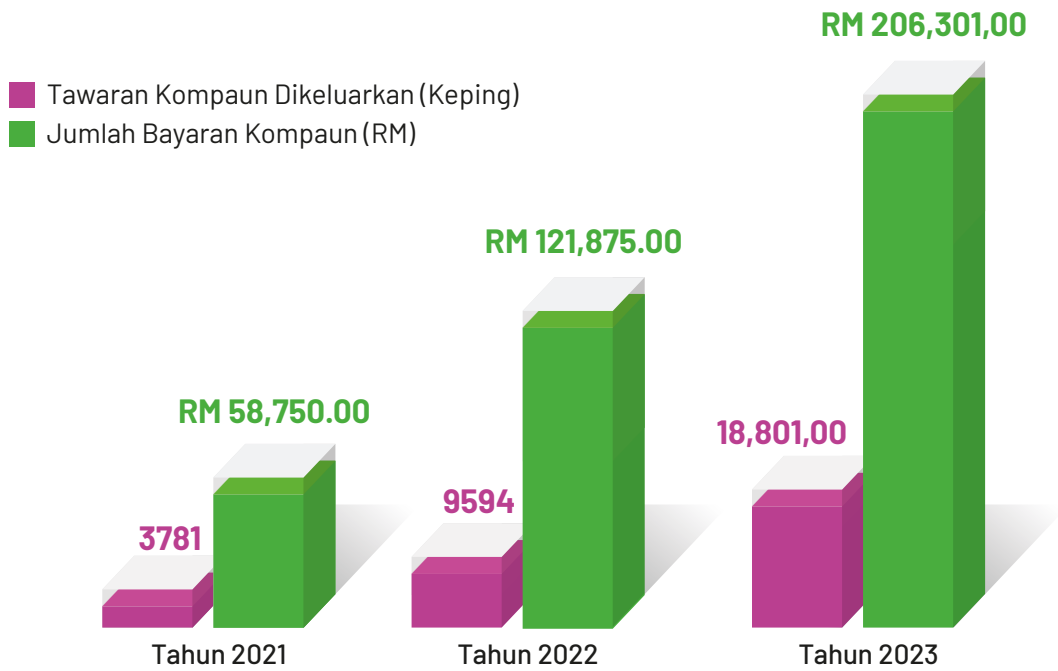 RM 206,301,00
Tawaran Kompaun Dikeluarkan (Keping)
Jumlah Bayaran Kompaun (RM)
RM 121,875.00
RM 58,750.00
18,801,00
9594
3781
Tahun 2021
Tahun 2022
Tahun 2023